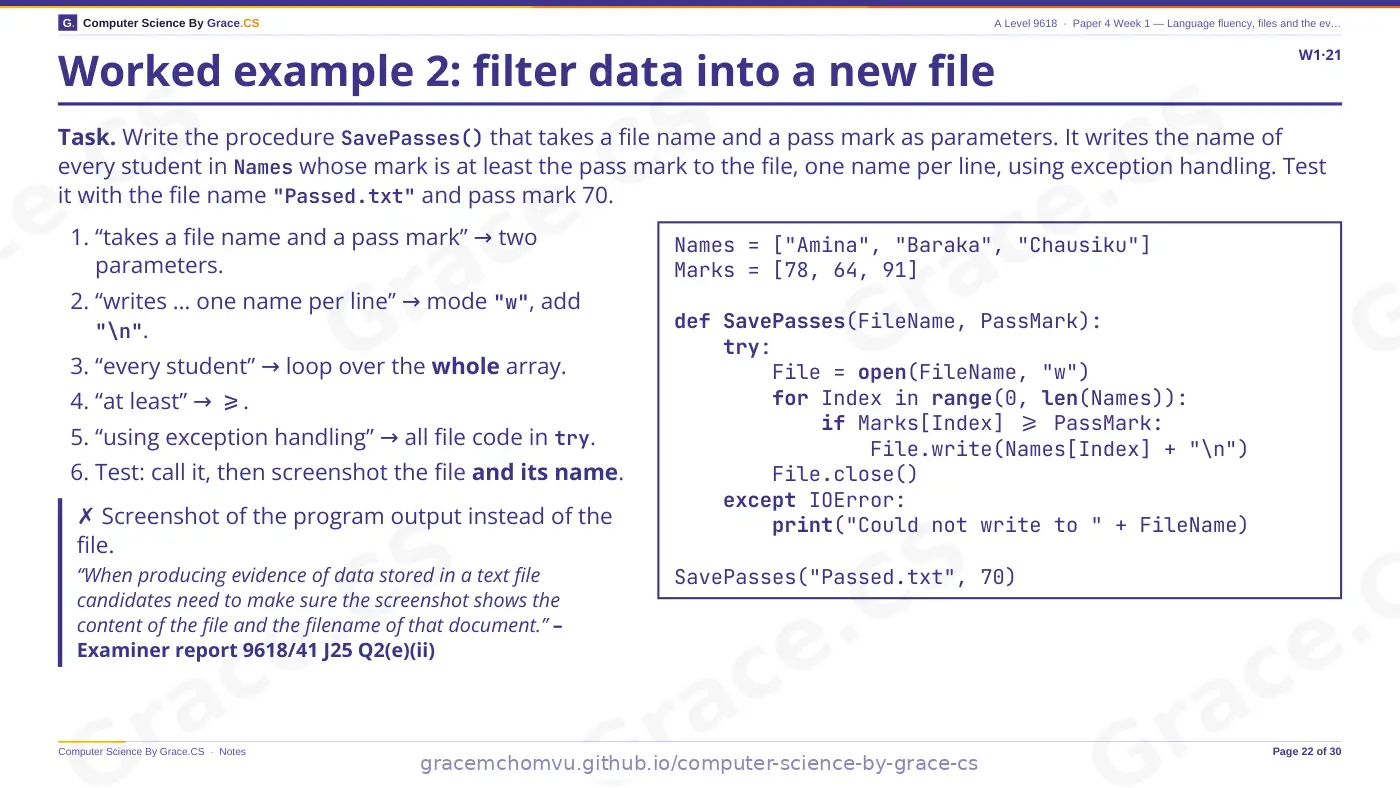 G. Computer Science By Grace.CS
A Level 9618 · Paper 4 Week 1 — Language fluency, files and the ev…
Worked example 2: filter data into a new file
W1·21
Task. Write the procedure SavePasses() that takes a file name and a pass mark as parameters. It writes the name of
every student in Names whose mark is at least the pass mark to the file, one name per line, using exception handling. Test
it with the file name "Passed.txt" and pass mark 70.
1. “takes a file name and a pass mark” → two
parameters.
2. “writes … one name per line” → mode "w", add
"\n".
3. “every student” → loop over the whole array.
4. “at least” → ⩾.
5. “using exception handling” → all file code in try.
6. Test: call it, then screenshot the file and its name.
✗ Screenshot of the program output instead of the
file.
“When producing evidence of data stored in a text file
candidates need to make sure the screenshot shows the
content of the file and the filename of that document.” –
Examiner report 9618/41 J25 Q2(e)(ii)
Names = ["Amina", "Baraka", "Chausiku"]
Marks = [78, 64, 91]
def SavePasses(FileName, PassMark):
    try:
        File = open(FileName, "w")
        for Index in range(0, len(Names)):
            if Marks[Index] ⩾ PassMark:
                File.write(Names[Index] + "\n")
        File.close()
    except IOError:
        print("Could not write to " + FileName)
SavePasses("Passed.txt", 70)
Computer Science By Grace.CS · Notes
gracemchomvu.github.io/computer-science-by-grace-cs
Page 22 of 30